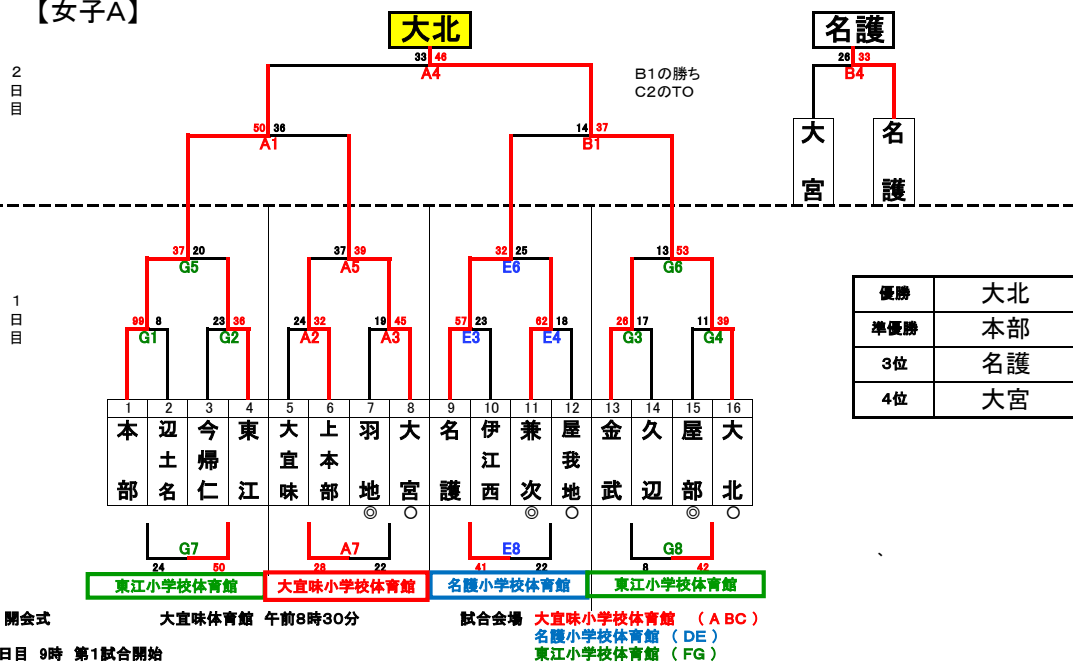 【女子A】
大北
名護
33 46
A4
26 33
B4
2日目
B1の勝ち
C2のTO
50 36
A1
14 37
B1
大宮
名護
37 20
G5
37 39
A5
32 25
E6
13 53
G6
1日目
優勝 大北
準優勝 本部
3位 名護
4位 大宮
99 8
G1
23 36
G2
24 32
A2
19 45
A3
57 23
E3
62 18
E4
26 17
G3
11 39
G4
1 2 3 4 5 6 7 8 9 10 11 12 13 14 15 16
本部 辺土名 今帰仁 東江 大宜味 上本部 羽地 大宮 名護 伊江西 兼次 屋我地 金武 久辺 屋部 大北
◎ ○ ◎ ○ ◎ ○
G7 A7 E8 G8
24 50 28 22 41 22 8 42
東江小学校体育館 大宜味小学校体育館 名護小学校体育館 東江小学校体育館
、
開会式 大宜味体育館 午前8時30分 試合会場 大宜味小学校体育館 (ABC)
名護小学校体育館 (DE)
東江小学校体育館 (FG)
日目 9時 第1試合開始